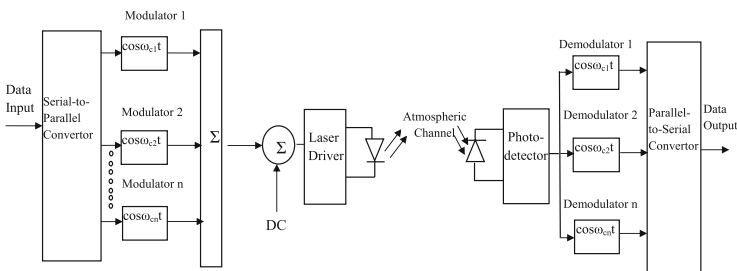 Data
Input
Serial-to-
Parallel
Convertor
Modulator 1
cosω_c1t
Modulator 2
cosω_c2t
Modulator n
cosω_cnt
Σ
Σ
DC
Laser
Driver
Atmospheric
Channel
Photo-
detector
Demodulator 1
cosω_c1t
Demodulator 2
cosω_c2t
Demodulator n
cosω_cnt
Parallel-
to-Serial
Convertor
Data
Output